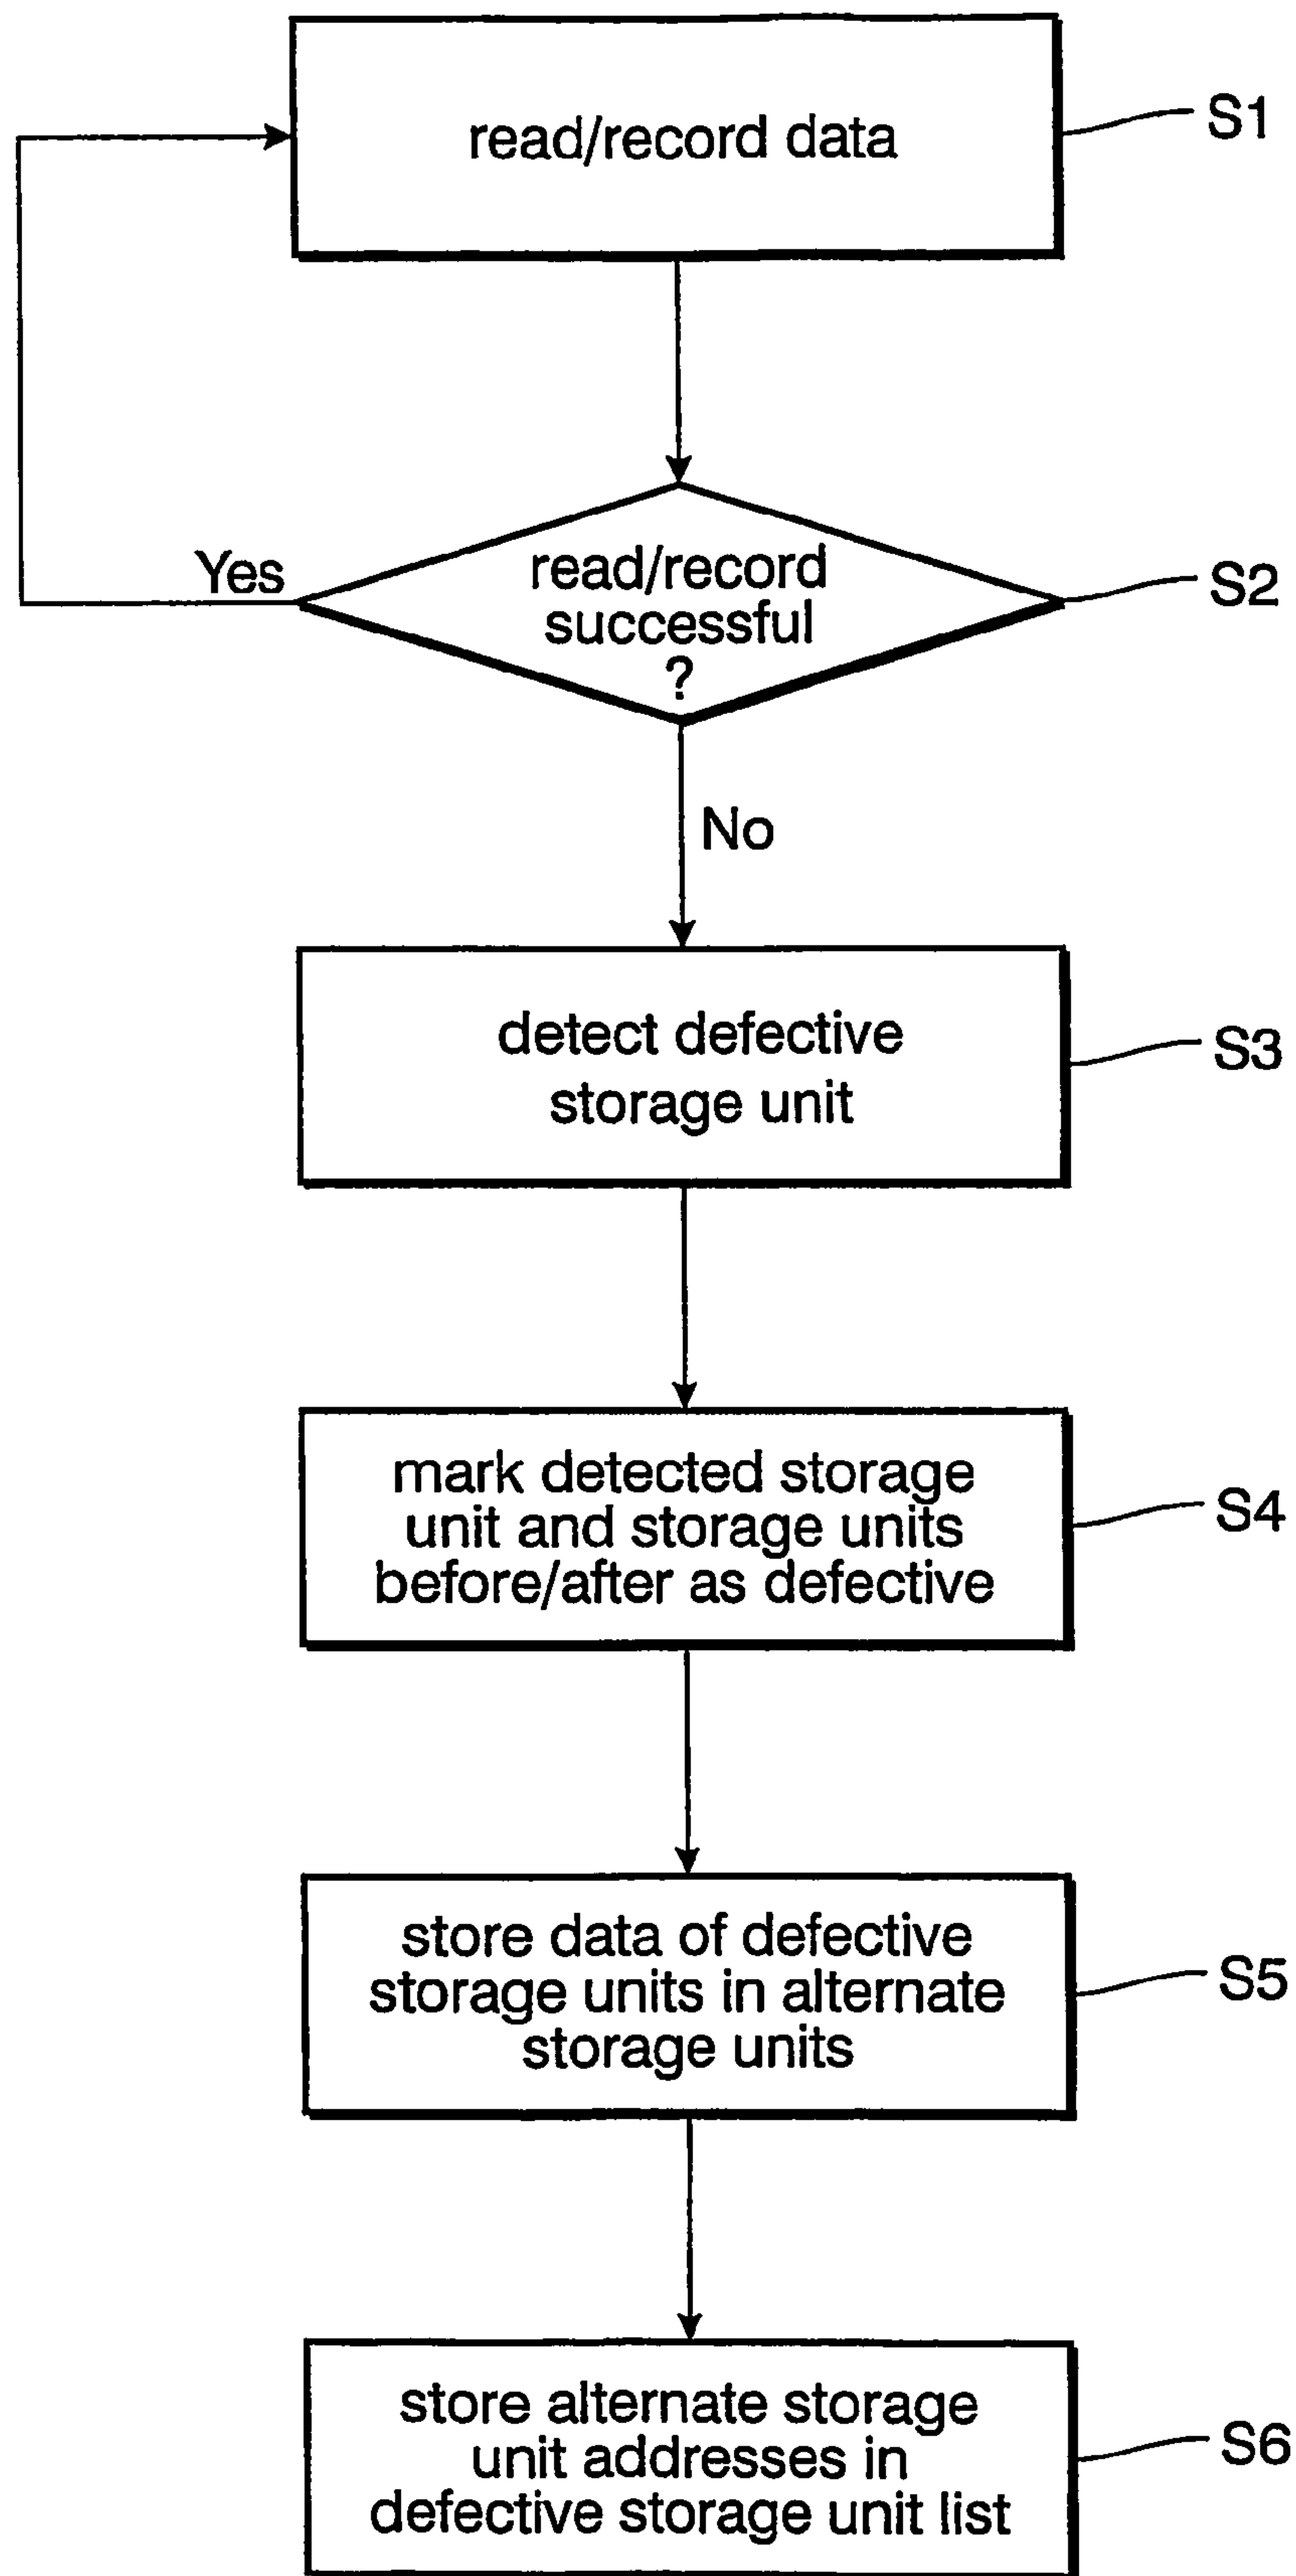 read/record data
S1
read/record
successful
?
S2
Yes
No
detect defective
storage unit
S3
mark detected storage
unit and storage units
before/after as defective
S4
store data of defective
storage units in alternate
storage units
S5
store alternate storage
unit addresses in
defective storage unit list
S6